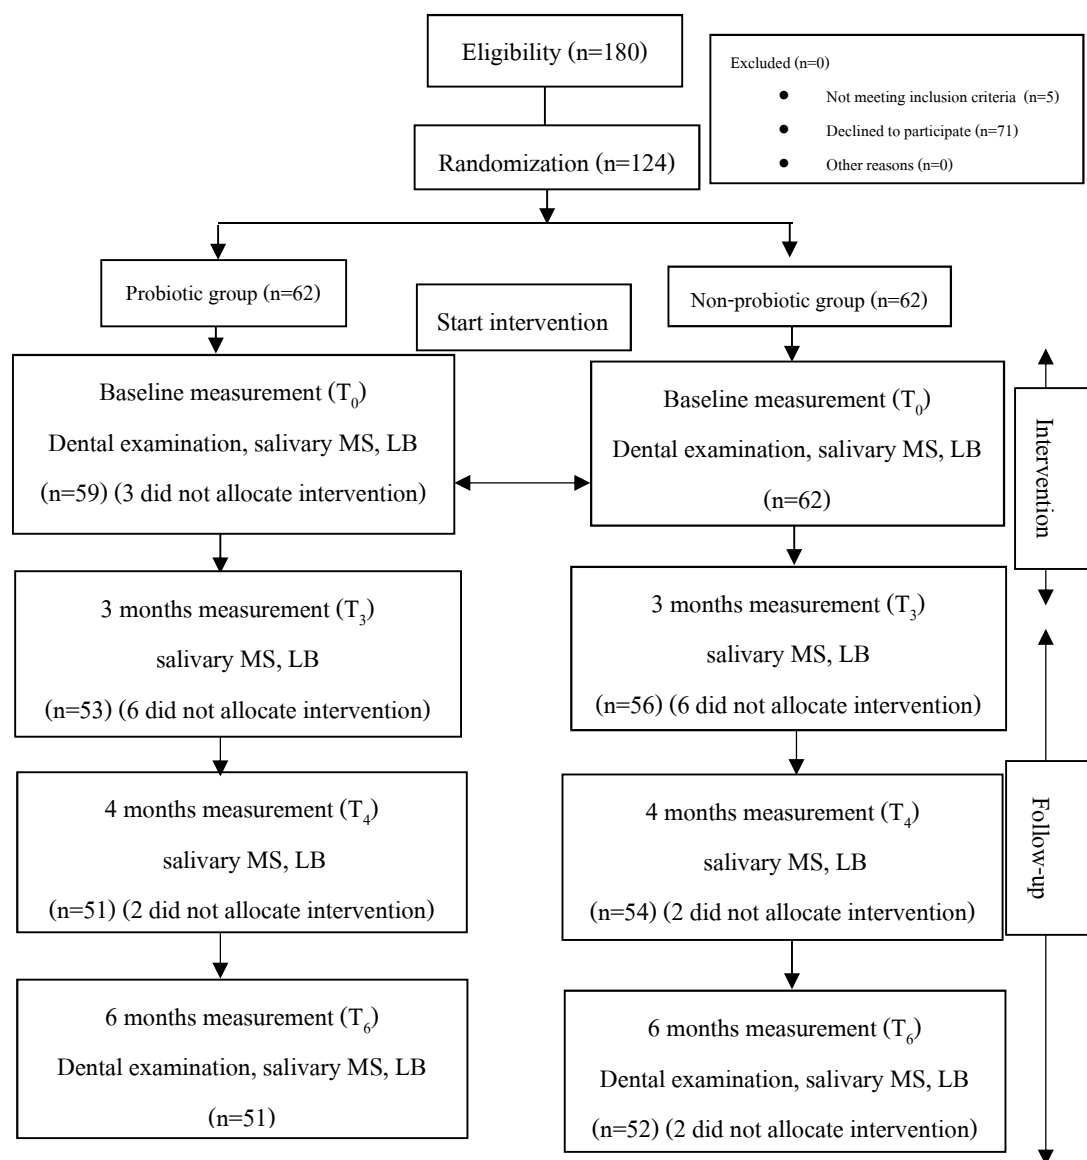 Eligibility (n=180)
Excluded (n=0)
● Not meeting inclusion criteria (n=5)
● Declined to participate (n=71)
● Other reasons (n=0)
Randomization (n=124)
Probiotic group (n=62)
Start intervention
Non-probiotic group (n=62)
Baseline measurement (T₀)
Dental examination, salivary MS, LB
(n=59) (3 did not allocate intervention)
Baseline measurement (T₀)
Dental examination, salivary MS, LB
(n=62)
Intervention
3 months measurement (T₃)
salivary MS, LB
(n=53) (6 did not allocate intervention)
3 months measurement (T₃)
salivary MS, LB
(n=56) (6 did not allocate intervention)
4 months measurement (T₄)
salivary MS, LB
(n=51) (2 did not allocate intervention)
4 months measurement (T₄)
salivary MS, LB
(n=54) (2 did not allocate intervention)
Follow-up
6 months measurement (T₆)
Dental examination, salivary MS, LB
(n=51)
6 months measurement (T₆)
Dental examination, salivary MS, LB
(n=52) (2 did not allocate intervention)